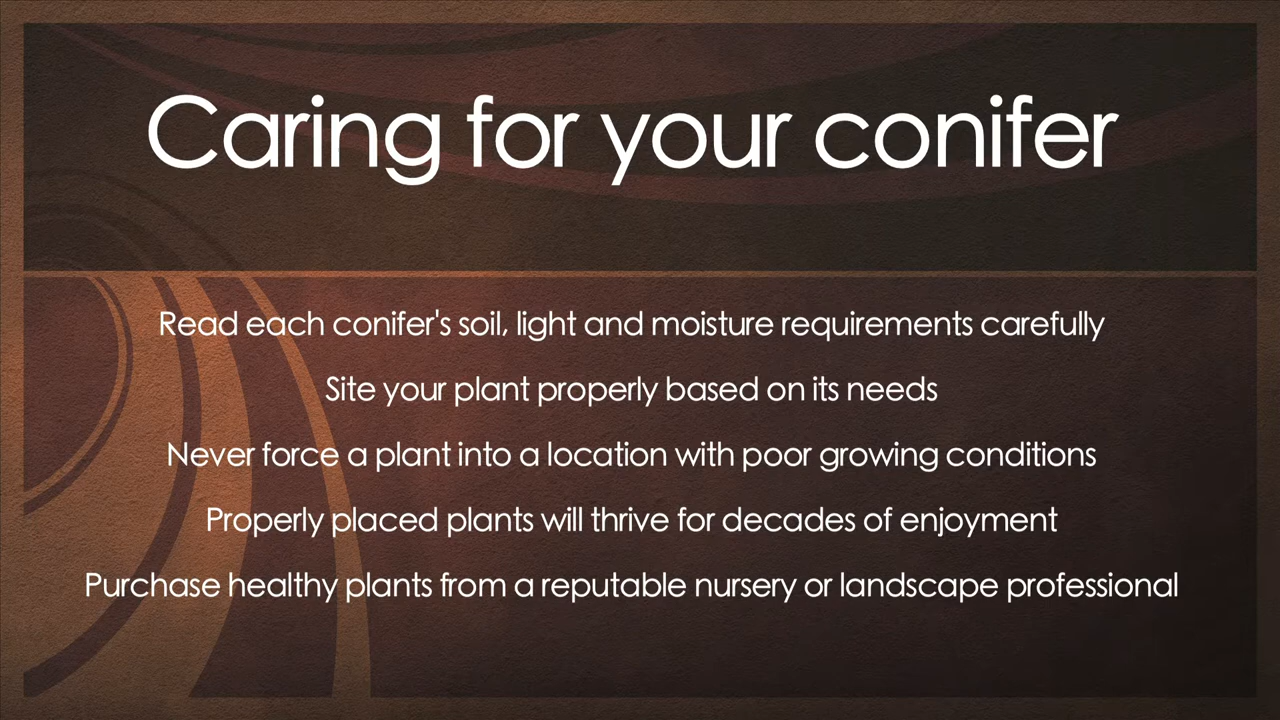 Caring for your conifer
Read each conifer's soil, light and moisture requirements carefully
Site your plant properly based on its needs
Never force a plant into a location with poor growing conditions
Properly placed plants will thrive for decades of enjoyment
Purchase healthy plants from a reputable nursery or landscape professional